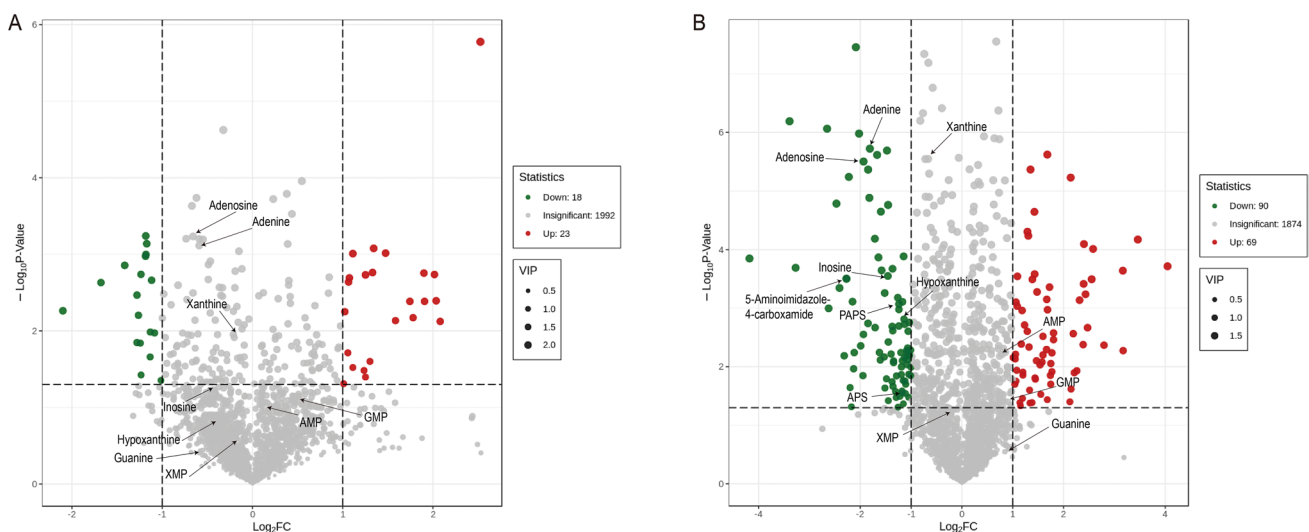 A
6
4
2
0
-2
-1
0
1
2
– Log10P-Value
Log2FC
Adenosine
Adenine
Xanthine
Inosine
Hypoxanthine
Guanine
XMP
AMP
GMP
Statistics
Down: 18
Insignificant: 1992
Up: 23
VIP
0.5
1.0
1.5
2.0
B
6
4
2
0
-4
-2
-1
0
1
2
4
– Log10P-Value
Log2FC
Adenine
Adenosine
Xanthine
Inosine
Hypoxanthine
5-Aminoimidazole-
4-carboxamide
PAPS
AMP
APS
GMP
XMP
Guanine
Statistics
Down: 90
Insignificant: 1874
Up: 69
VIP
0.5
1.0
1.5